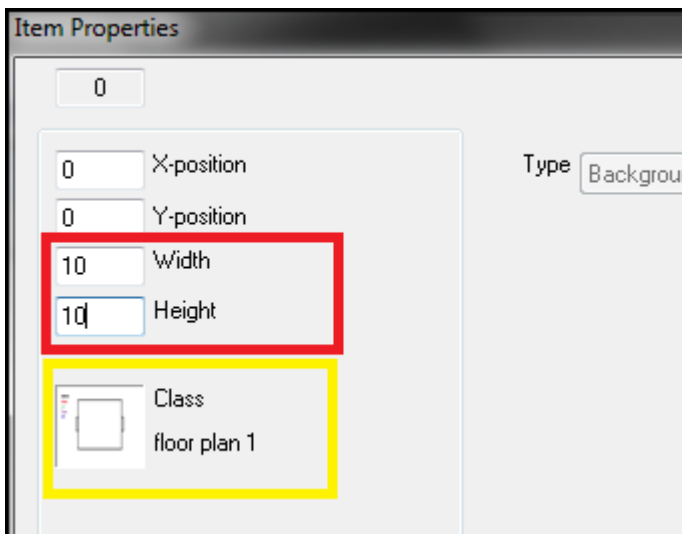 Item Properties
0
0 X-position
Type Backgrou
0 Y-position
10 Width
10 Height
Class
floor plan 1